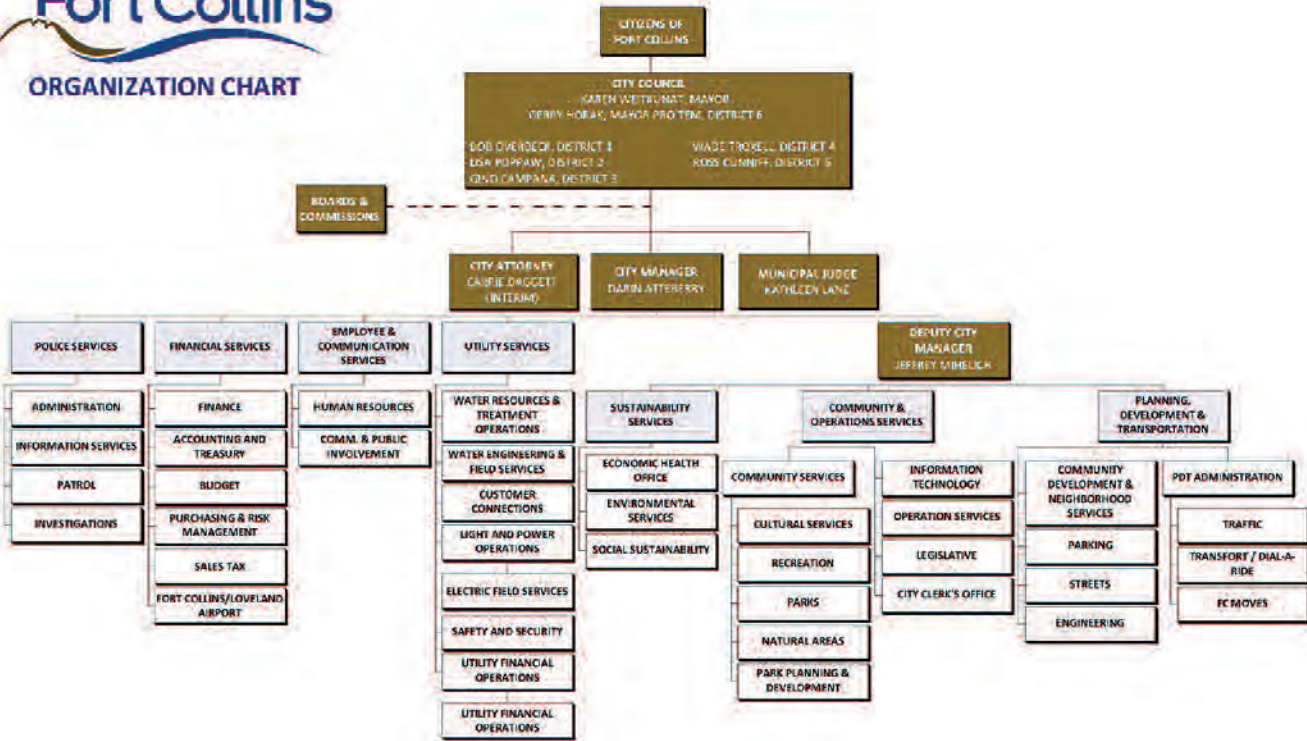 Fort Collins
ORGANIZATION CHART
CITIZENS OF
FORT COLLINS
CITY COUNCIL
KAREN WEITKUNAT, MAYOR
GERRY HORAK, MAYOR PRO TEM, DISTRICT 6
BOB OVERBECK, DISTRICT 1
LISA POPPAW, DISTRICT 2
GINO CAMPANA, DISTRICT 3
WADE TROXELL, DISTRICT 4
ROSS CUNNIFF, DISTRICT 5
BOARDS &
COMMISSIONS
CITY ATTORNEY
CARRIE DAGGETT
(INTERIM)
CITY MANAGER
DARIN ATTEBERRY
MUNICIPAL JUDGE
KATHLEEN LANE
DEPUTY CITY
MANAGER
JEFFREY MIHELICH
POLICE SERVICES
ADMINISTRATION
INFORMATION SERVICES
PATROL
INVESTIGATIONS
FINANCIAL SERVICES
FINANCE
ACCOUNTING AND
TREASURY
BUDGET
PURCHASING & RISK
MANAGEMENT
SALES TAX
FORT COLLINS/LOVELAND
AIRPORT
EMPLOYEE &
COMMUNICATION
SERVICES
HUMAN RESOURCES
COMM. & PUBLIC
INVOLVEMENT
UTILITY SERVICES
WATER RESOURCES &
TREATMENT
OPERATIONS
WATER ENGINEERING &
FIELD SERVICES
CUSTOMER
CONNECTIONS
LIGHT AND POWER
OPERATIONS
ELECTRIC FIELD SERVICES
SAFETY AND SECURITY
UTILITY FINANCIAL
OPERATIONS
UTILITY FINANCIAL
OPERATIONS
SUSTAINABILITY
SERVICES
ECONOMIC HEALTH
OFFICE
ENVIRONMENTAL
SERVICES
SOCIAL SUSTAINABILITY
COMMUNITY &
OPERATIONS SERVICES
COMMUNITY SERVICES
CULTURAL SERVICES
RECREATION
PARKS
NATURAL AREAS
PARK PLANNING &
DEVELOPMENT
INFORMATION
TECHNOLOGY
OPERATION SERVICES
LEGISLATIVE
CITY CLERK'S OFFICE
PLANNING,
DEVELOPMENT &
TRANSPORTATION
COMMUNITY
DEVELOPMENT &
NEIGHBORHOOD
SERVICES
PARKING
STREETS
ENGINEERING
PDT ADMINISTRATION
TRAFFIC
TRANSFORT / DIAL-A-
RIDE
FC MOVES